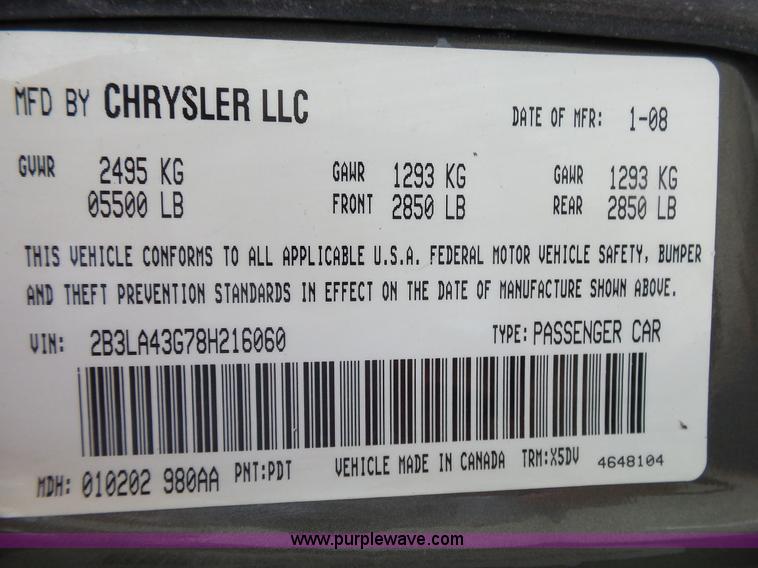 MFD BY CHRYSLER LLC DATE OF MFR: 1-08
GVWR 2495 KG GAWR 1293 KG GAWR 1293 KG
05500 LB FRONT 2850 LB REAR 2850 LB
THIS VEHICLE CONFORMS TO ALL APPLICABLE U.S.A. FEDERAL MOTOR VEHICLE SAFETY, BUMPER
AND THEFT PREVENTION STANDARDS IN EFFECT ON THE DATE OF MANUFACTURE SHOWN ABOVE.
VIN: 2B3LA43G78H216060 TYPE: PASSENGER CAR
MDH: 010202 980AA PNT:PDT VEHICLE MADE IN CANADA TRM:X5DV 4648104
www.purplewave.com